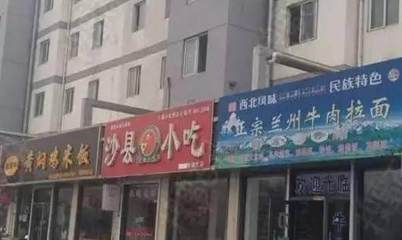 黄焖鸡米饭
沙县小吃
西北风味 民族特色
正宗兰州牛肉拉面
欢迎光临